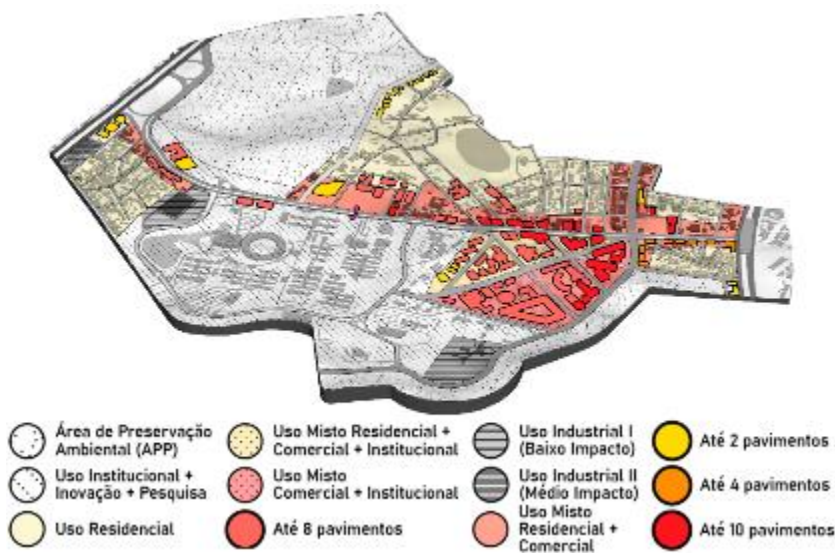 Área de Preservação
Ambiental (APP)
Uso Misto Residencial +
Comercial + Institucional
Uso Industrial I
(Baixo Impacto)
Até 2 pavimentos
Uso Institucional +
Inovação + Pesquisa
Uso Misto
Comercial + Institucional
Uso Industrial II
(Médio Impacto)
Até 4 pavimentos
Uso Residencial
Até 8 pavimentos
Uso Misto
Residencial +
Comercial
Até 10 pavimentos